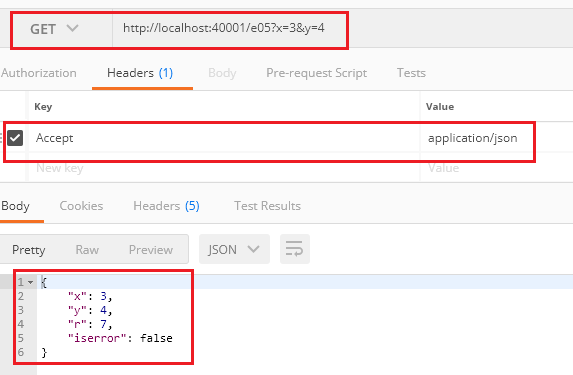 GET http://localhost:40001/e05?x=3&y=4
Authorization Headers (1) Body Pre-request Script Tests
Key Value
Accept application/json
New key Value
Body Cookies Headers (5) Test Results
Pretty Raw Preview JSON
1 {
2 "x": 3,
3 "y": 4,
4 "r": 7,
5 "iserror": false
6 }